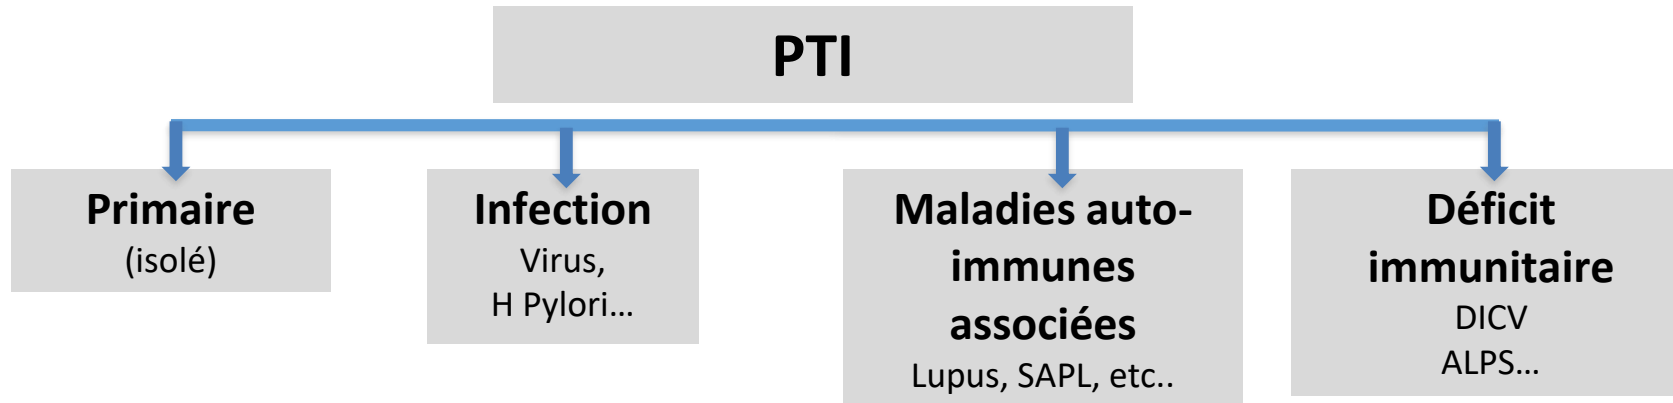 PTI
Primaire
(isolé)
Infection
Virus,
H Pylori...
Maladies auto-
immunes
associées
Lupus, SAPL, etc..
Déficit
immunitaire
DICV
ALPS...